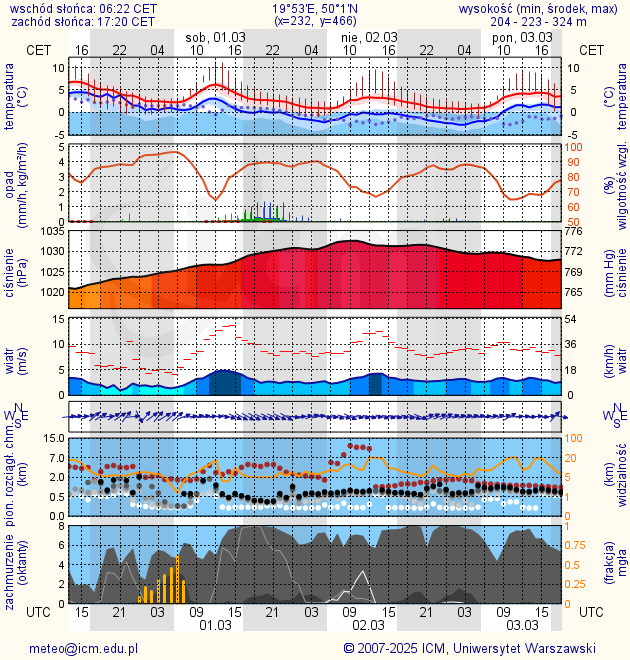 wschód słońca: 06:22 CET 19°53'E, 50°1'N wysokość (min, środek, max)
zachód słońca: 17:20 CET (x=232, y=466) 204 - 223 - 324 m
sob, 01.03 nie, 02.03 pon, 03.03
CET 16 22 04 10 16 22 04 10 16 22 04 10 16 CET
temperatura (°C) 10 5 0 -5 10 5 0 -5 temperatura (°C)
opad (mm/h, kg/m²/h) 5 4 3 2 1 0 100 90 80 70 60 50 wilgotność wzgl. (%)
ciśnienie (hPa) 1035 1030 1025 1020 776 772 769 765 ciśnienie (mm Hg)
wiatr (m/s) 15 10 5 0 54 36 18 0 wiatr (km/h)
N W E S N W E S
pion. rozciągł. chm. (km) 15.0 7.0 2.0 0.5 0.0 100 20 5 1 0 widzialność (km)
zachmurzenie (oktanty) 8 6 4 2 0 1 0.75 0.5 0.25 0 (frakcja) mgła
UTC 15 21 03 09 15 21 03 09 15 21 03 09 15 UTC
01.03 02.03 03.03
meteo@icm.edu.pl © 2007-2025 ICM, Uniwersytet Warszawski